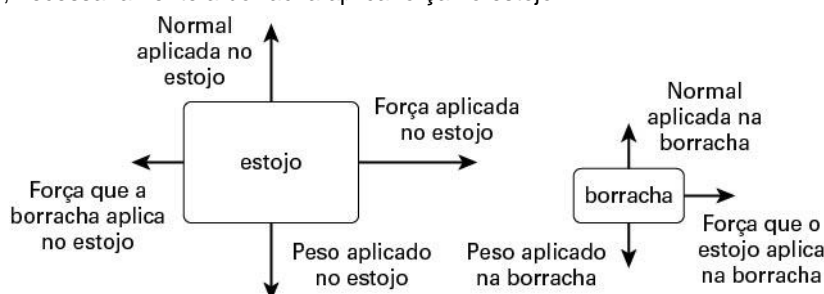 Normal
aplicada no
estojo
Força aplicada
no estojo
estojo
Força que a
borracha aplica
no estojo
Peso aplicado
no estojo
Normal
aplicada na
borracha
borracha
Força que o
estojo aplica
na borracha
Peso aplicado
na borracha